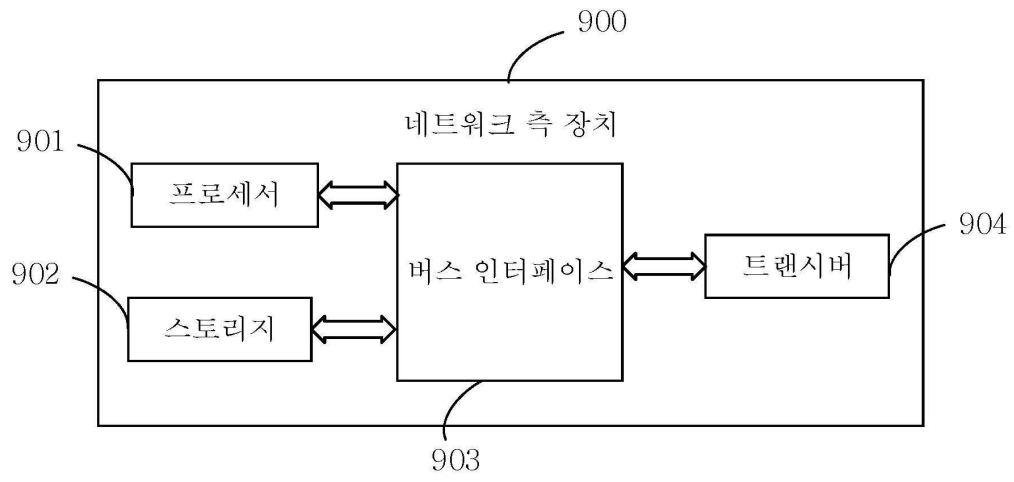 900
네트워크 측 장치
901
프로세서
902
스토리지
버스 인터페이스
903
904
트랜시버